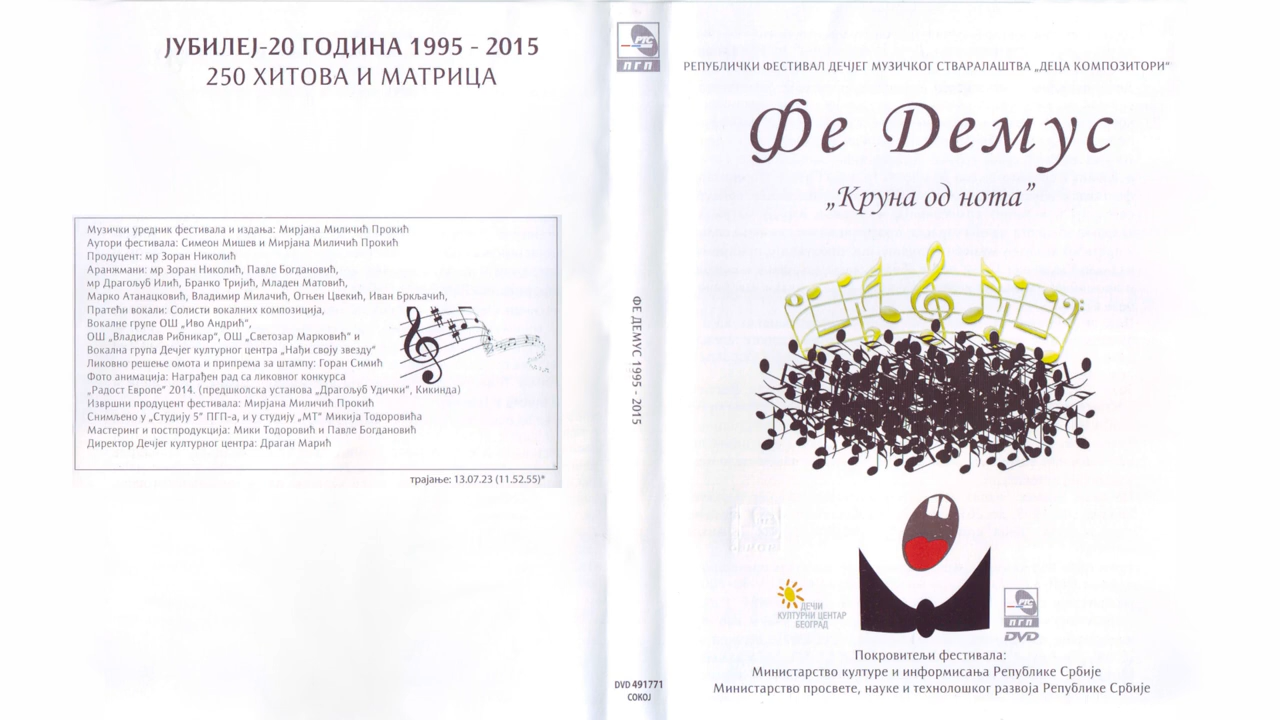 ЈУБИЛЕЈ-20 ГОДИНА 1995 - 2015
250 ХИТОВА И МАТРИЦА
Музички уредник фестивала и издања: Мирјана Миличић Прокић
Аутори фестивала: Симеон Мишев и Мирјана Миличић Прокић
Продуцент: мр Зоран Николић
Аранжмани: мр Зоран Николић, Павле Богдановић,
мр Драгољуб Илић, Бранко Тријић, Младен Матовић,
Марко Атанацковић, Владимир Милачић, Огњен Цвекић, Иван Бркљачић,
Пратећи вокали: Солисти вокалних композиција,
Вокалне групе ОШ „Иво Андрић“,
ОШ „Владислав Рибникар“, ОШ „Светозар Марковић“ и
Вокална група Дечјег културног центра „Нађи своју звезду“
Ликовно решење омота и припрема за штампу: Горан Симић
Фото анимација: Награђен рад са ликовног конкурса
„Радост Европе“ 2014. (предшколска установа „Драгољуб Удички“, Кикинда)
Извршни продуцент фестивала: Мирјана Миличић Прокић
Снимљено у „Студију 5“ ПГП-а, и у студију „МТ“ Микија Тодоровића
Мастеринг и постпродукција: Мики Тодоровић и Павле Богдановић
Директор Дечјег културног центра: Драган Марић
трајање: 13.07.23 (11.52.55)*
РТС
ПГП
ФЕ ДЕМУС 1995 - 2015
DVD 491771
СОКОЈ
РЕПУБЛИЧКИ ФЕСТИВАЛ ДЕЧЈЕГ МУЗИЧКОГ СТВАРАЛАШТВА „ДЕЦА КОМПОЗИТОРИ“
Фе Демус
„Круна од нота”
ДЕЧЈИ
КУЛТУРНИ ЦЕНТАР
БЕОГРАД
РТС
ПГП
DVD
Покровитељи фестивала:
Министарство културе и информисања Републике Србије
Министарство просвете, науке и технолошког развоја Републике Србије